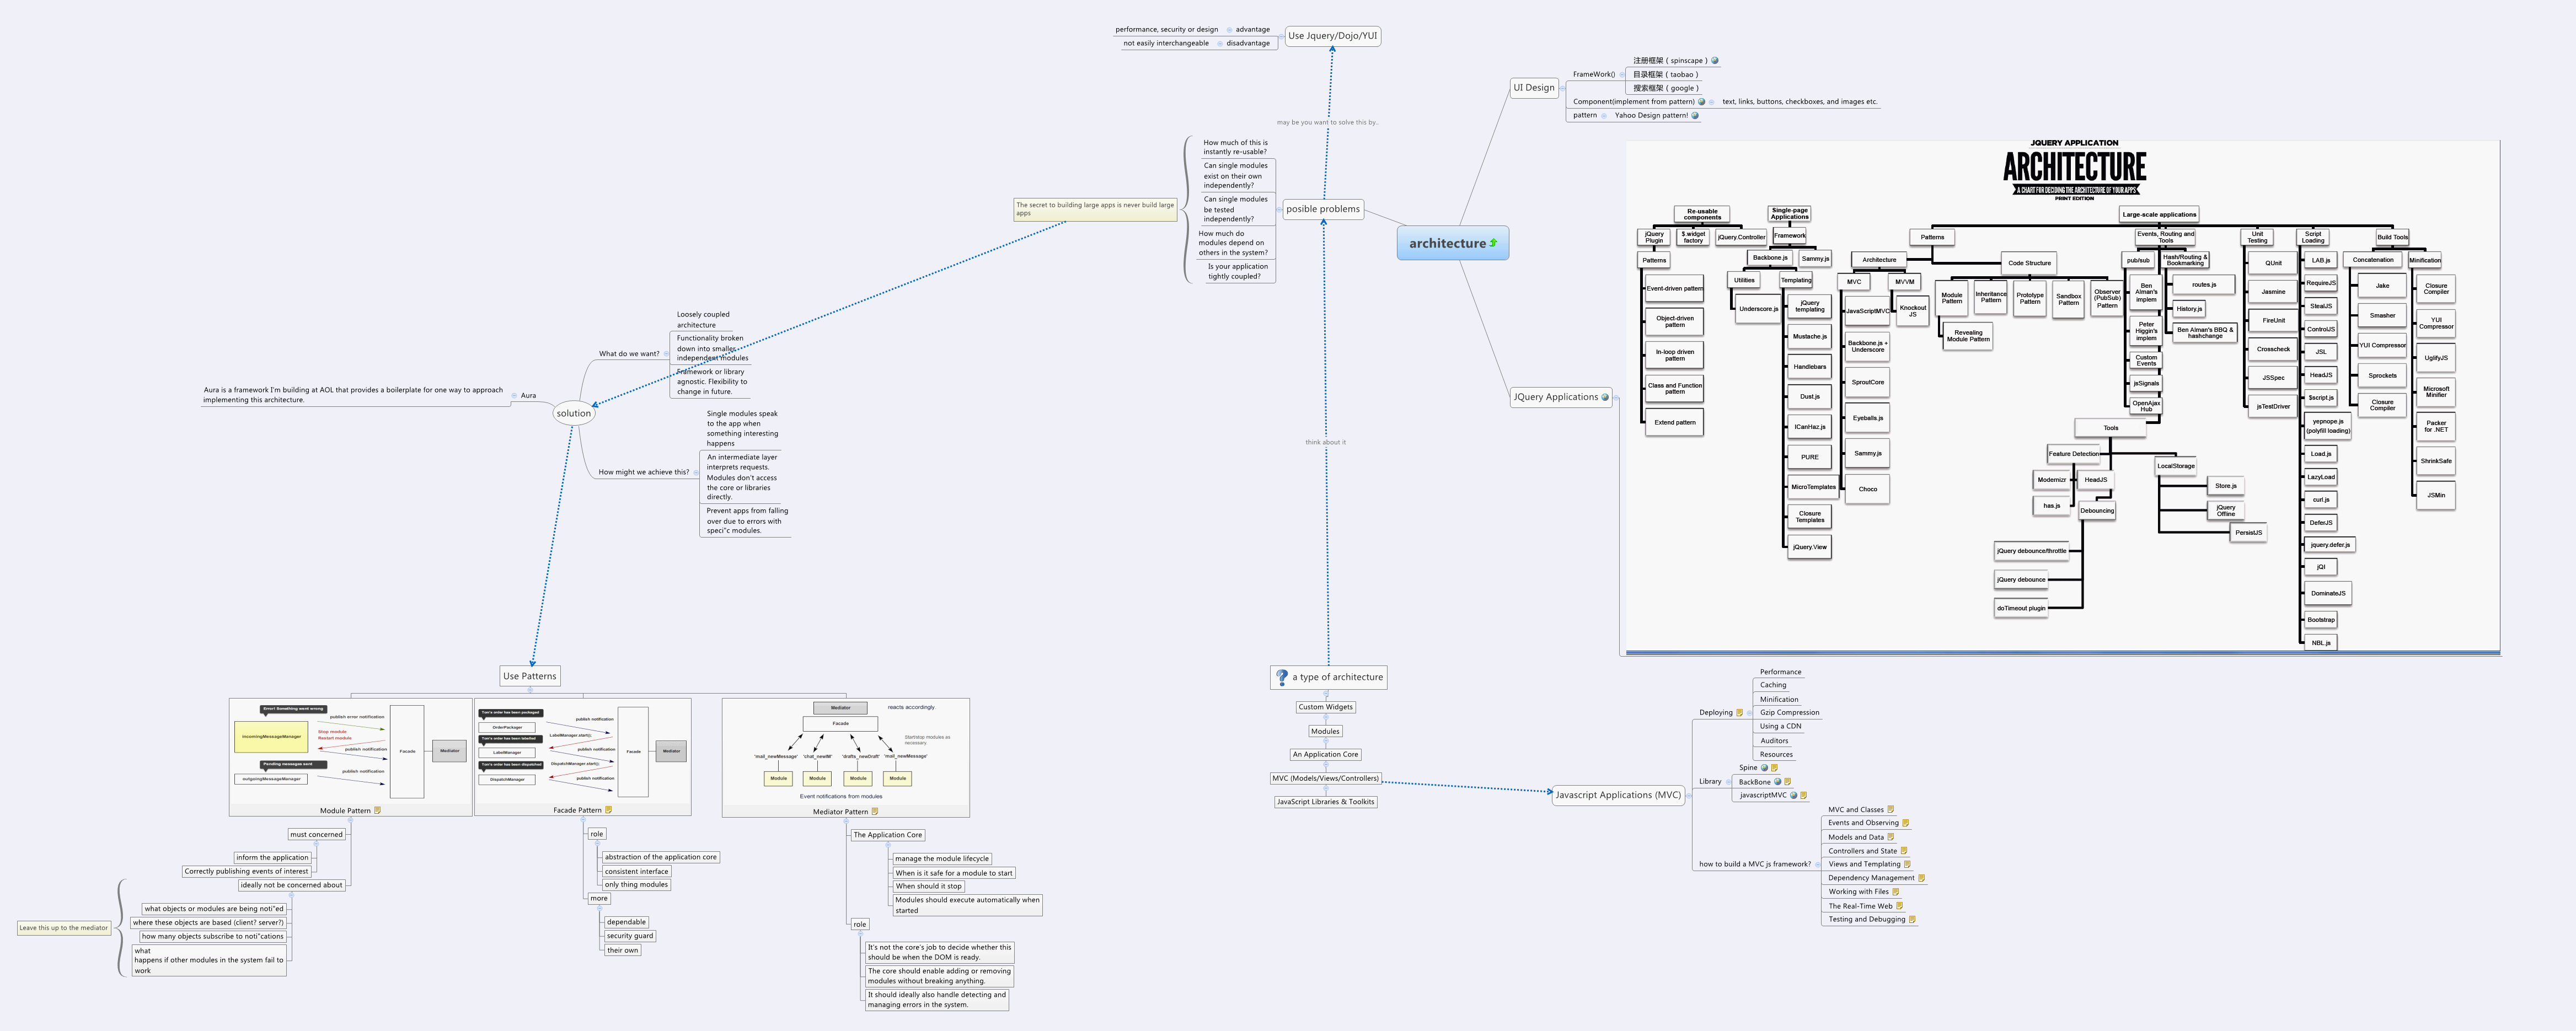 performance, security or design
advantage
not easily interchangeable
disadvantage
Use Jquery/Dojo/YUI
may be you want to solve this by..
How much of this is
instantly re-usable?
Can single modules
exist on their own
independently?
Can single modules
be tested
independently?
How much do
modules depend on
others in the system?
Is your application
tightly coupled?
posible problems
The secret to building large apps is never build large
apps
architecture
UI Design
FrameWork()
注册框架 ( spinscape )
目录框架 ( taobao )
搜索框架 ( google )
Component(implement from pattern)
text, links, buttons, checkboxes, and images etc.
pattern
Yahoo Design pattern!
JQuery Applications
JQUERY APPLICATION
ARCHITECTURE
A CHART FOR DECIDING THE ARCHITECTURE OF YOUR APPS
PRINT EDITION
Re-usable
components
Single-page
Applications
Large-scale applications
jQuery
Plugin
$.widget
factory
jQuery.Controller
Framework
Patterns
Events, Routing and
Tools
Unit
Testing
Script
Loading
Build Tools
Patterns
Event-driven pattern
Object-driven
pattern
In-loop driven
pattern
Class and Function
pattern
Extend pattern
Backbone.js
Sammy.js
Utilities
Templating
Underscore.js
jQuery
templating
Mustache.js
Handlebars
Dust.js
ICanHaz.js
PURE
MicroTemplates
Closure
Templates
jQuery.View
Architecture
Code Structure
MVC
MVVM
JavaScriptMVC
Knockout
JS
Backbone.js +
Underscore
SproutCore
Eyeballs.js
Sammy.js
Choco
Module
Pattern
Inheritance
Pattern
Prototype
Pattern
Sandbox
Pattern
Observer
(PubSub)
Pattern
Revealing
Module Pattern
pub/sub
Hash/Routing &
Bookmarking
Ben
Alman's
implem
Peter
Higgin's
implem
Custom
Events
jsSignals
OpenAjax
Hub
routes.js
History.js
Ben Alman's BBQ &
hashchange
Tools
Feature Detection
LocalStorage
Modernizr
HeadJS
has.js
Debouncing
Store.js
jQuery
Offline
PersistJS
jQuery debounce/throttle
jQuery debounce
doTimeout plugin
QUnit
Jasmine
FireUnit
Crosscheck
JSSpec
jsTestDriver
LAB.js
RequireJS
StealJS
ControlJS
JSL
HeadJS
$script.js
yepnope.js
(polyfill loading)
Load.js
LazyLoad
curl.js
DeferJS
jquery.defer.js
jQl
DominateJS
Bootstrap
NBL.js
Concatenation
Minification
Jake
Smasher
YUI Compressor
Sprockets
Closure
Compiler
Closure
Compiler
YUI
Compressor
UglifyJS
Microsoft
Minifier
Packer
for .NET
ShrinkSafe
JSMin
What do we want?
Loosely coupled
architecture
Functionality broken
down into smaller
independent modules
Framework or library
agnostic. Flexibility to
change in future.
Aura is a framework I'm building at AOL that provides a boilerplate for one way to approach
implementing this architecture.
Aura
solution
How might we achieve this?
Single modules speak
to the app when
something interesting
happens
An intermediate layer
interprets requests.
Modules don't access
the core or libraries
directly.
Prevent apps from falling
over due to errors with
speci"c modules.
think about it
Use Patterns
Error! Something went wrong
publish error notification
IncomingMessageManager
Stop module
Restart module
publish notification
Facade
Mediator
Pending messages sent
publish notification
outgoingMessageManager
Module Pattern
Tom's order has been packaged
publish notification
OrderPackager
Tom's order has been labelled
LabelManager.start();
publish notification
LabelManager
Facade
Mediator
Tom's order has been dispatched
DispatchManager.start();
DispatchManager
publish notification
Facade Pattern
Mediator
reacts accordingly.
Facade
Start/stop modules as
necessary
'mail_newMessage'
'chat_newIM'
'drafts_newDraft'
'mail_newMessage'
Module
Module
Module
Module
Event notifications from modules
Mediator Pattern
must concerned
inform the application
Correctly publishing events of interest
ideally not be concerned about
what objects or modules are being noti"ed
where these objects are based (client? server?)
how many objects subscribe to noti"cations
what
happens if other modules in the system fail to
work
Leave this up to the mediator
role
abstraction of the application core
consistent interface
only thing modules
more
dependable
security guard
their own
The Application Core
manage the module lifecycle
When is it safe for a module to start
When should it stop
Modules should execute automatically when
started
role
It's not the core's job to decide whether this
should be when the DOM is ready.
The core should enable adding or removing
modules without breaking anything.
It should ideally also handle detecting and
managing errors in the system.
a type of architecture
Custom Widgets
Modules
An Application Core
MVC (Models/Views/Controllers)
JavaScript Libraries & Toolkits
Javascript Applications (MVC)
Deploying
Performance
Caching
Minification
Gzip Compression
Using a CDN
Auditors
Resources
Library
Spine
BackBone
javascriptMVC
how to build a MVC js framework?
MVC and Classes
Events and Observing
Models and Data
Controllers and State
Views and Templating
Dependency Management
Working with Files
The Real-Time Web
Testing and Debugging